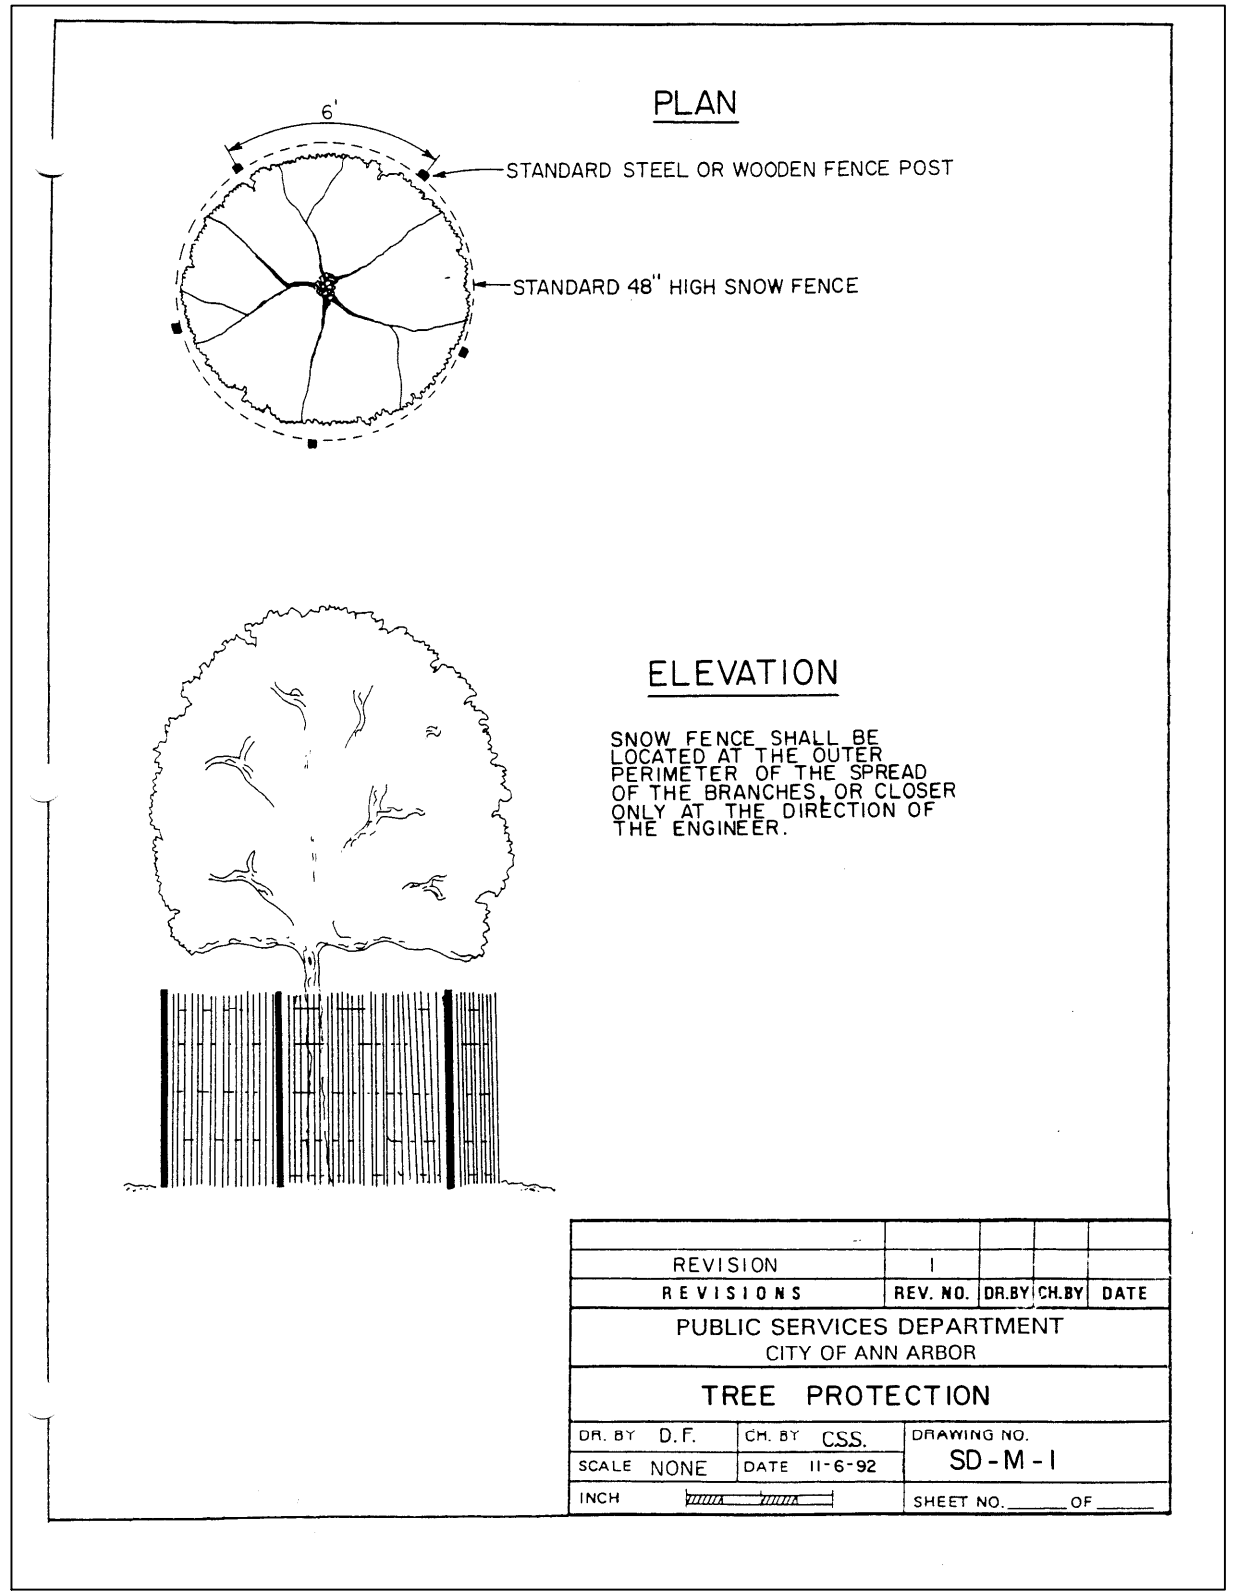 PLAN
6'
STANDARD STEEL OR WOODEN FENCE POST
STANDARD 48" HIGH SNOW FENCE
ELEVATION
SNOW FENCE SHALL BE
LOCATED AT THE OUTER
PERIMETER OF THE SPREAD
OF THE BRANCHES, OR CLOSER
ONLY AT THE DIRECTION OF
THE ENGINEER.
REVISION 1
REVISIONS REV. NO. DR.BY CH.BY DATE
PUBLIC SERVICES DEPARTMENT
CITY OF ANN ARBOR
TREE PROTECTION
DR. BY D.F. CH. BY C.S.S. DRAWING NO.
SCALE NONE DATE 11-6-92 SD-M-1
INCH SHEET NO. ______ OF ______